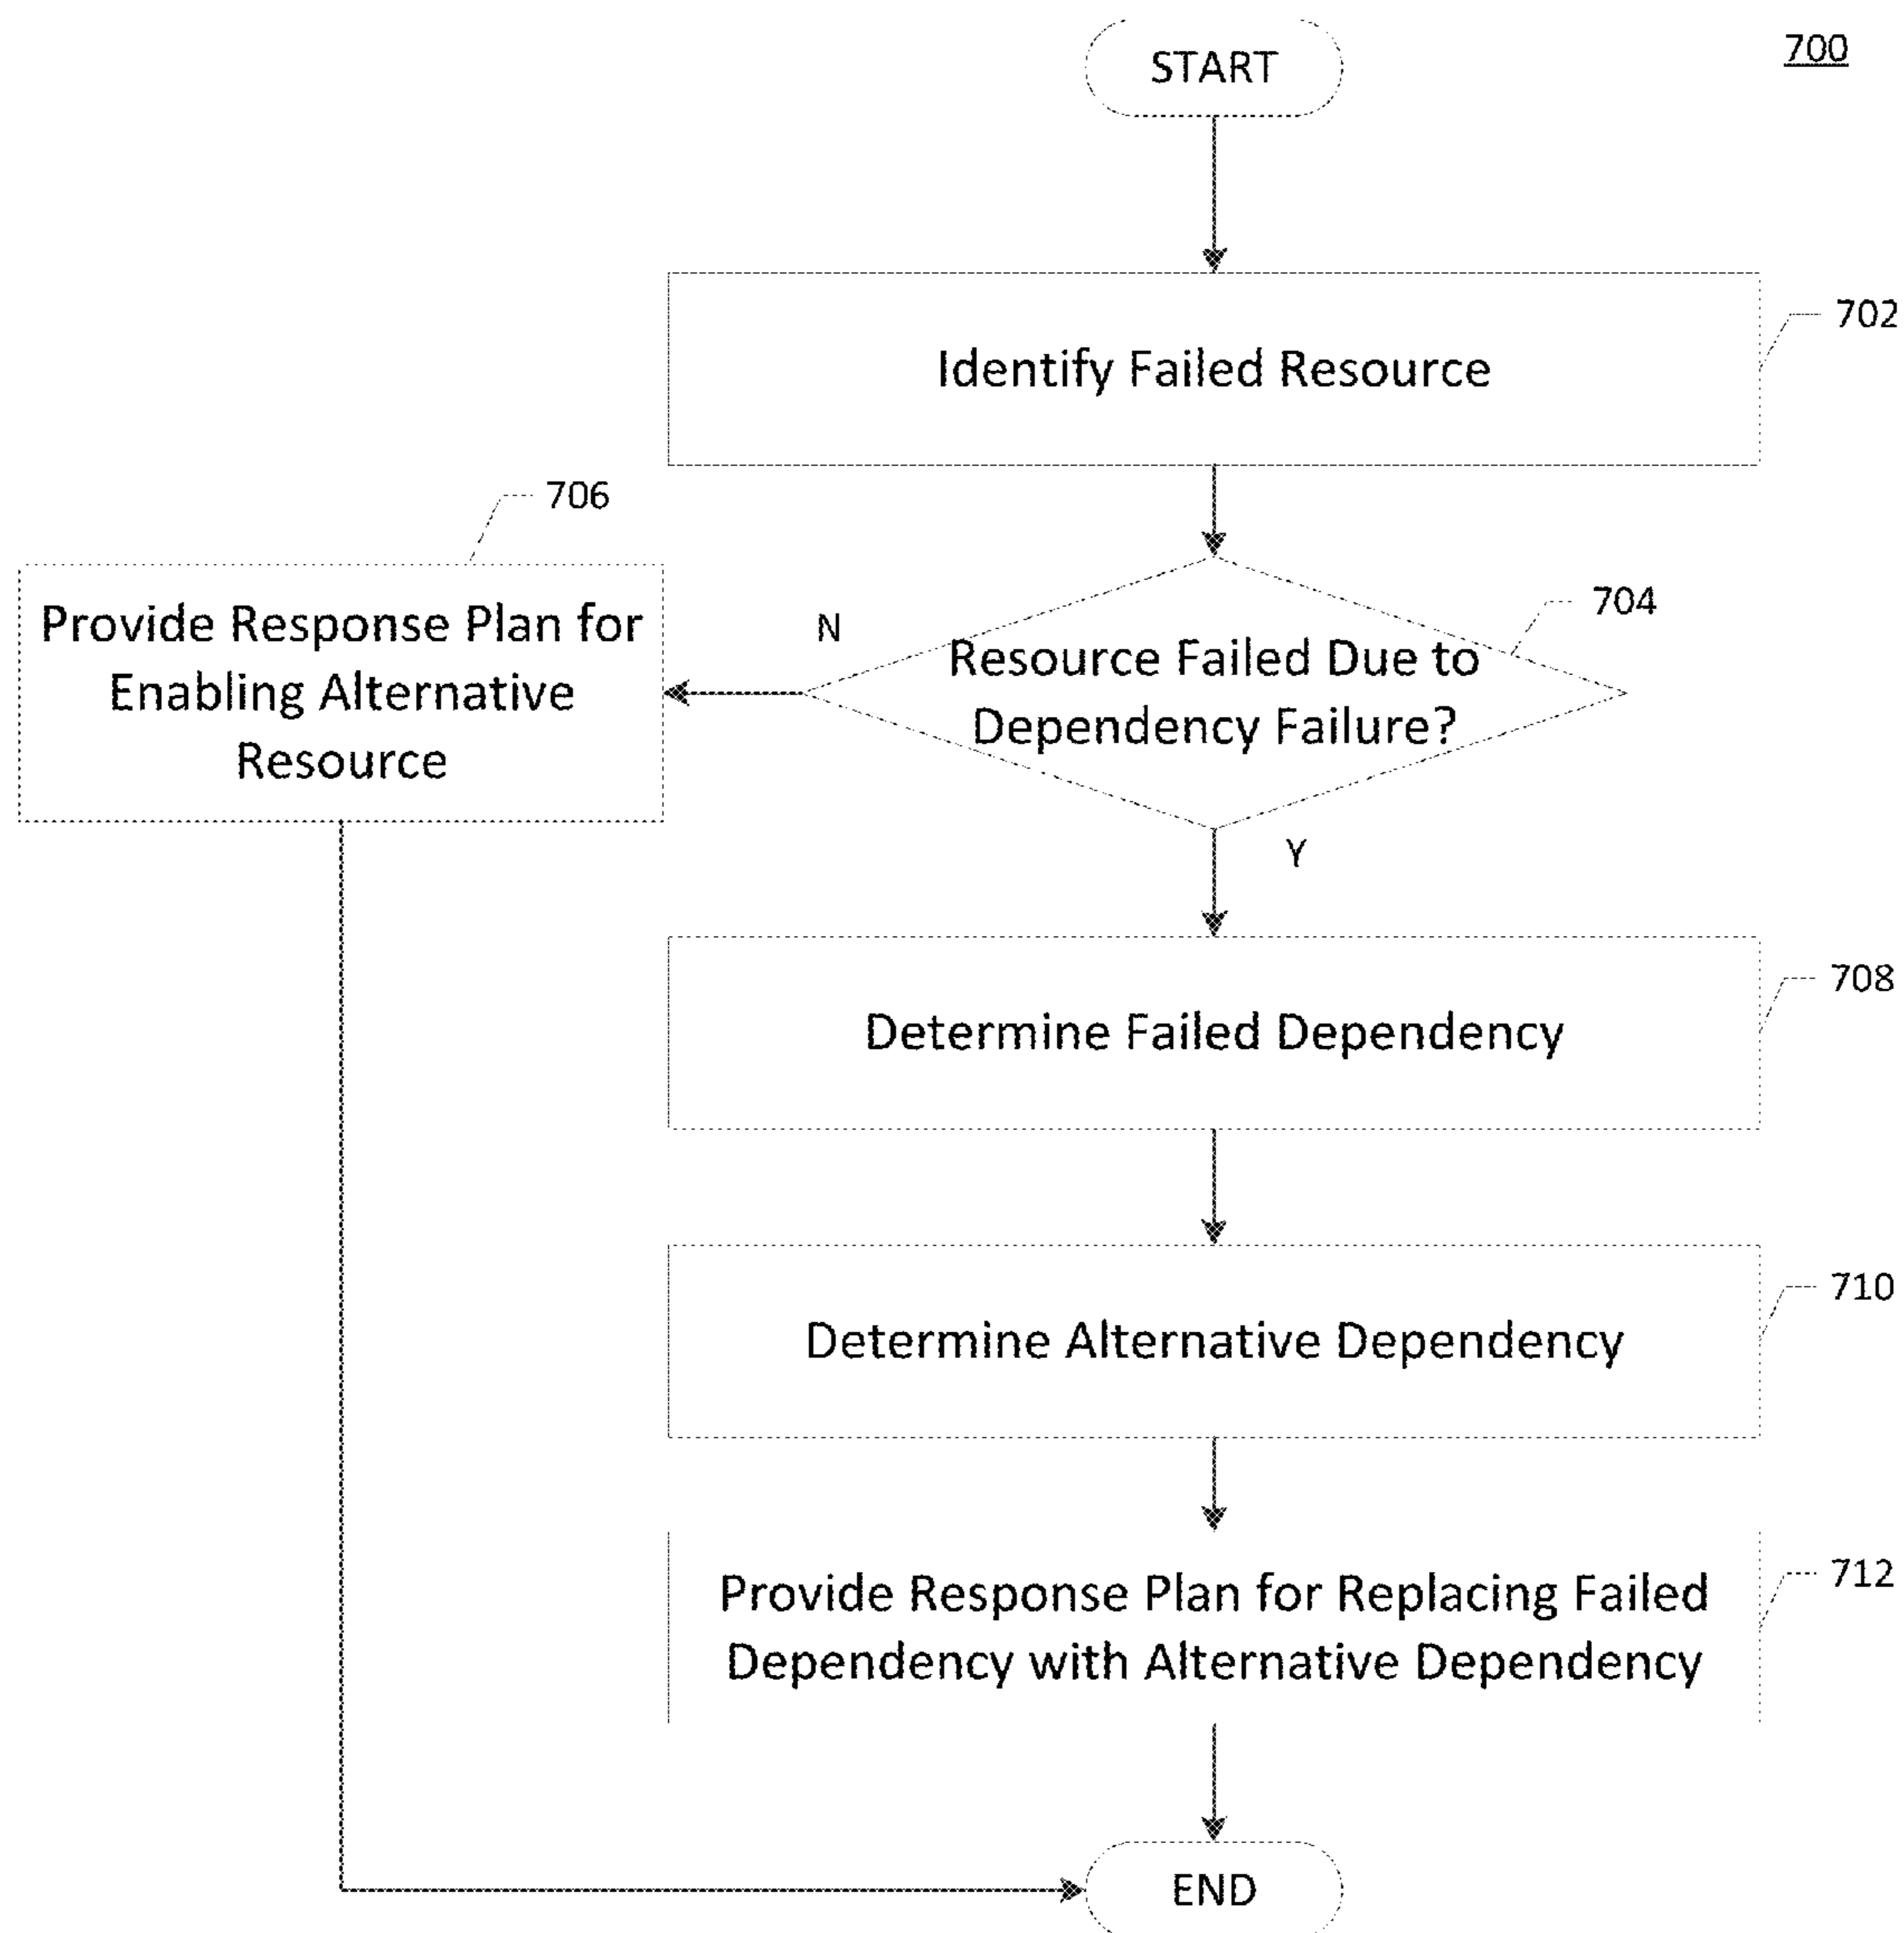 START
700
Identify Failed Resource
702
706
Provide Response Plan for
Enabling Alternative
Resource
N
704
Resource Failed Due to
Dependency Failure?
Y
Determine Failed Dependency
708
Determine Alternative Dependency
710
Provide Response Plan for Replacing Failed
Dependency with Alternative Dependency
712
END